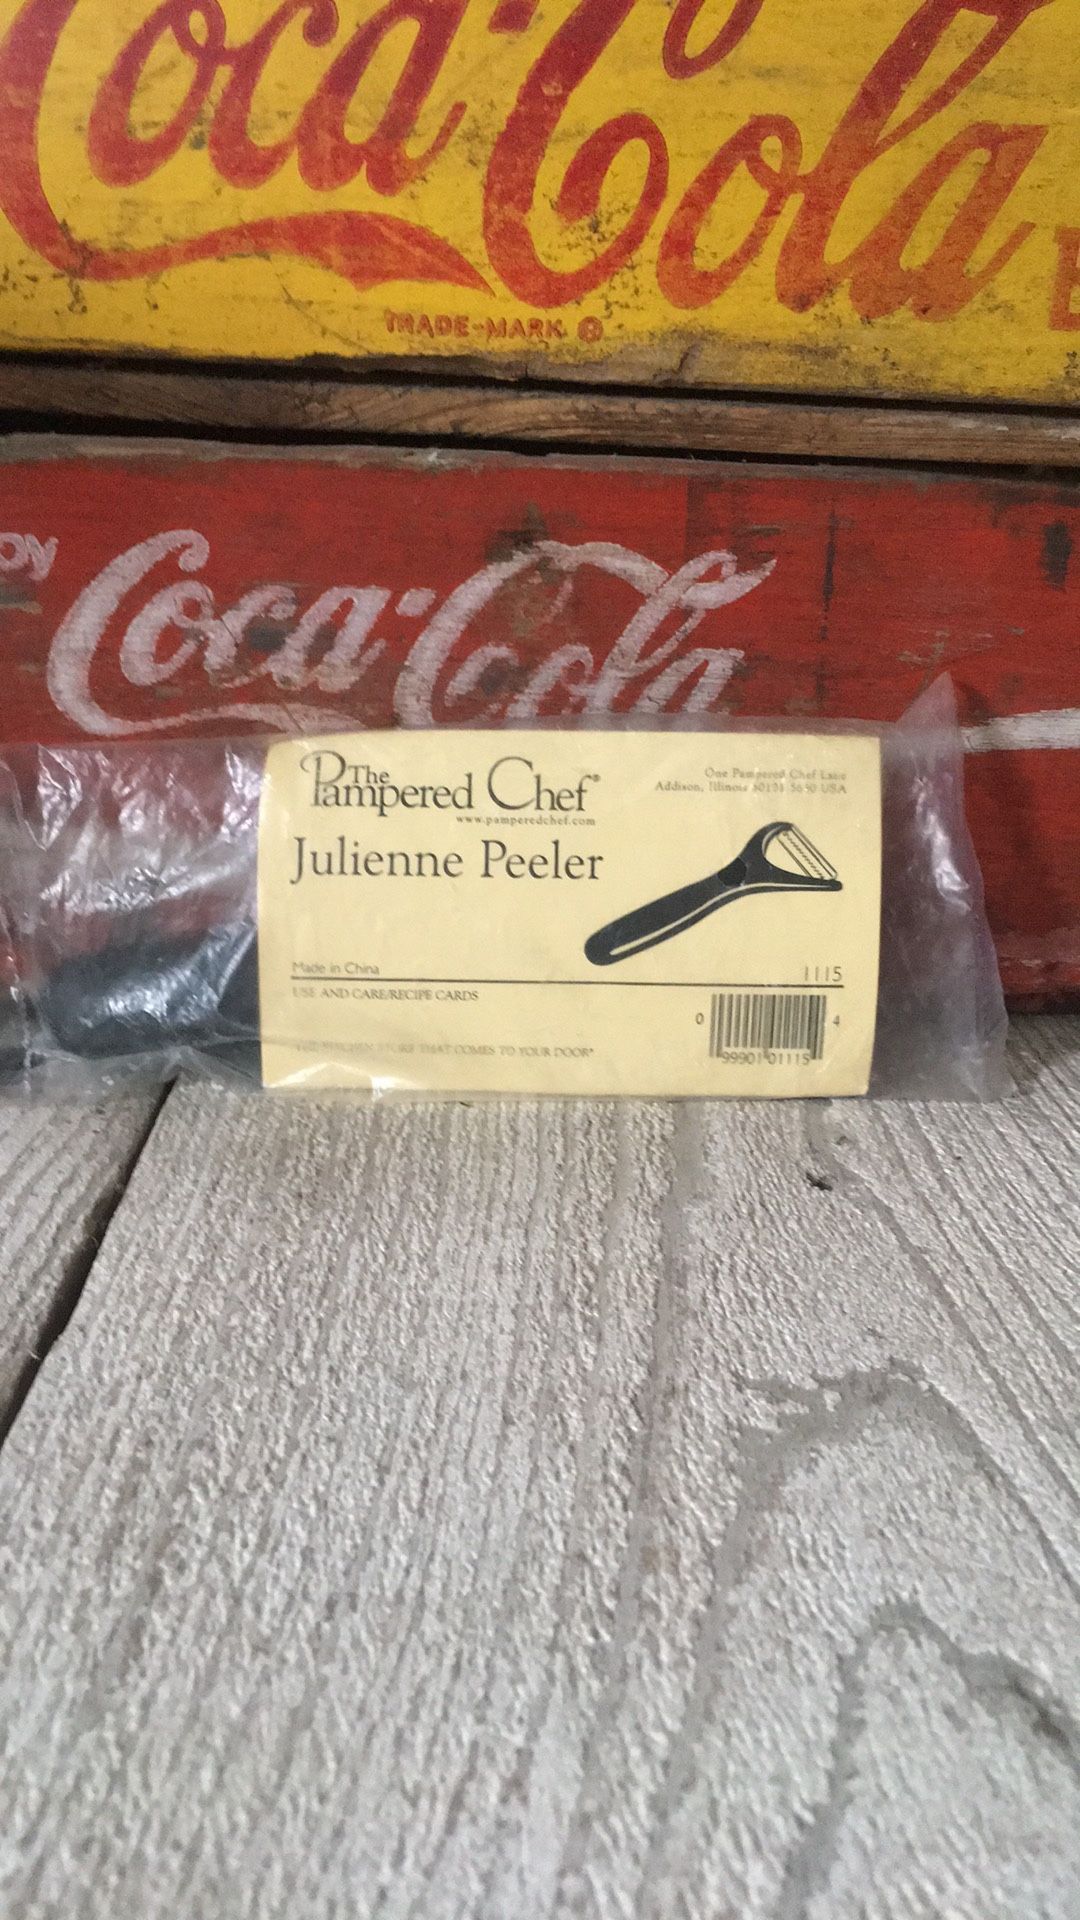 Coca-Cola
TRADE-MARK ®
Coca-Cola
The
Pampered Chef®
www.pamperedchef.com
One Pampered Chef Lane
Addison, Illinois USA
Julienne Peeler
Made in China
1115
USE AND CARE/RECIPE CARDS
THE KITCHEN STORE THAT COMES TO YOUR DOOR®
0 99901 01115 4